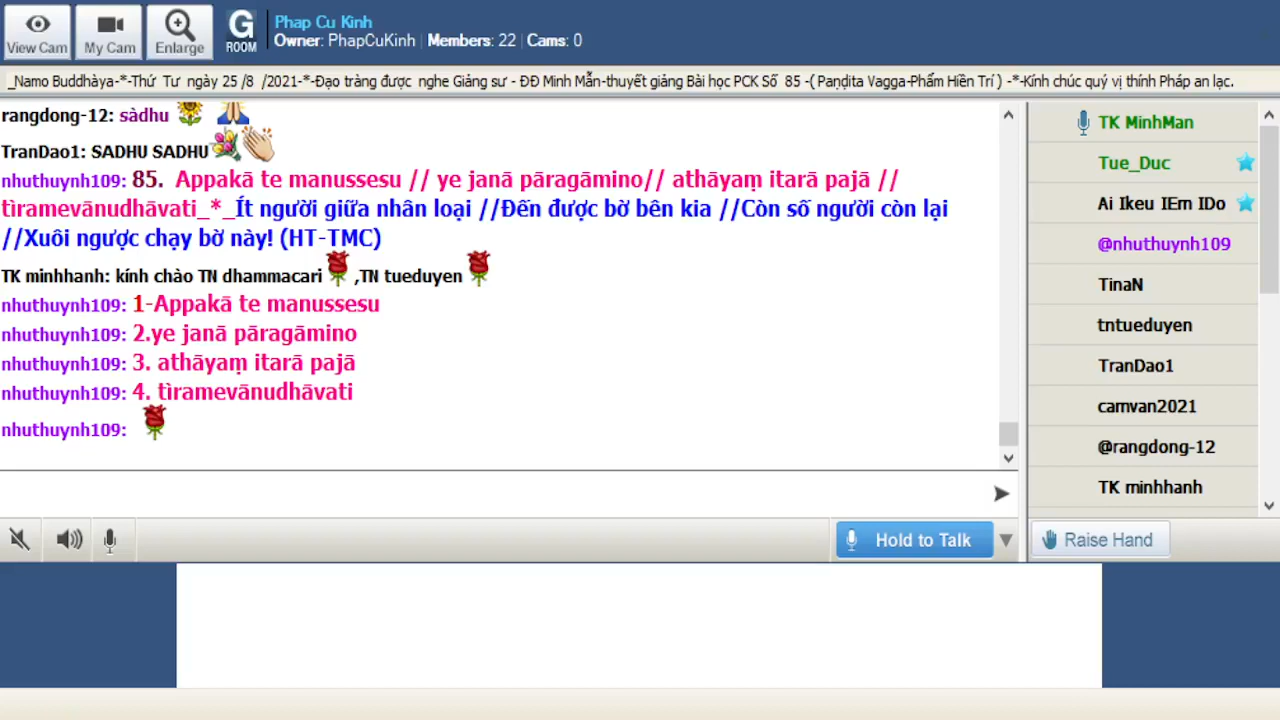 View Cam
My Cam
Enlarge
G
ROOM
Phap Cu Kinh
Owner: PhapCuKinh | Members: 22 | Cams: 0
_Namo Buddhàya-*-Thứ Tư ngày 25 /8 /2021-*-Đạo tràng được nghe Giảng sư - ĐĐ Minh Mẫn-thuyết giảng Bài học PCK Số 85 -( Paṇḍita Vagga-Phẩm Hiền Trí ) -*-Kính chúc quý vị thính Pháp an lạc.
rangdong-12: sàdhu
TranDao1: SADHU SADHU
nhuthuynh109: 85. Appakā te manussesu // ye janā pāragāmino// athāyaṃ itarā pajā //
tìramevānudhāvati_*_Ít người giữa nhân loại //Đến được bờ bên kia //Còn số người còn lại
//Xuôi ngược chạy bờ này! (HT-TMC)
TK minhhanh: kính chào TN dhammacari ,TN tueduyen
nhuthuynh109: 1-Appakā te manussesu
nhuthuynh109: 2.ye janā pāragāmino
nhuthuynh109: 3. athāyaṃ itarā pajā
nhuthuynh109: 4. tìramevānudhāvati
nhuthuynh109:
TK MinhMan
Tue_Duc
Ai Ikeu IEm IDo
@nhuthuynh109
TinaN
tntueduyen
TranDao1
camvan2021
@rangdong-12
TK minhhanh
Hold to Talk
Raise Hand